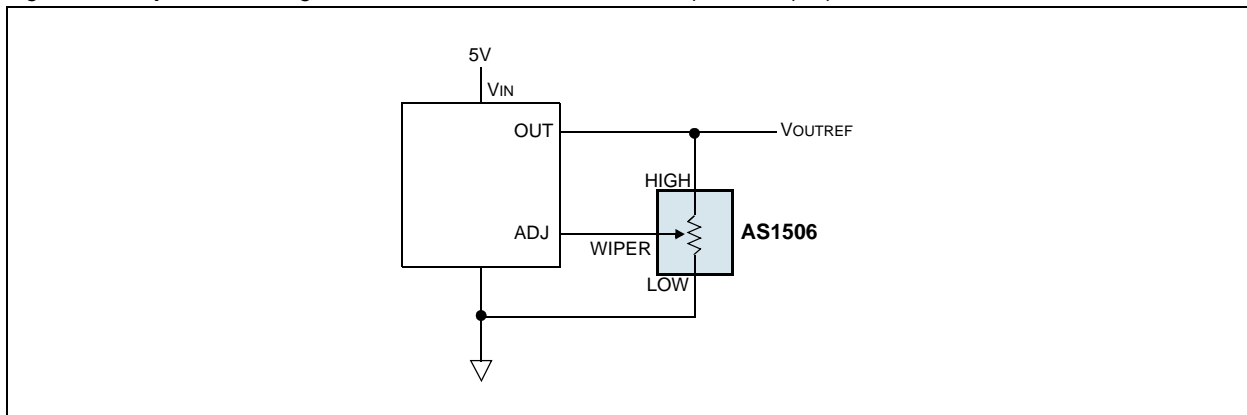 5V
VIN
OUT
VOUTREF
HIGH
ADJ
WIPER
AS1506
LOW